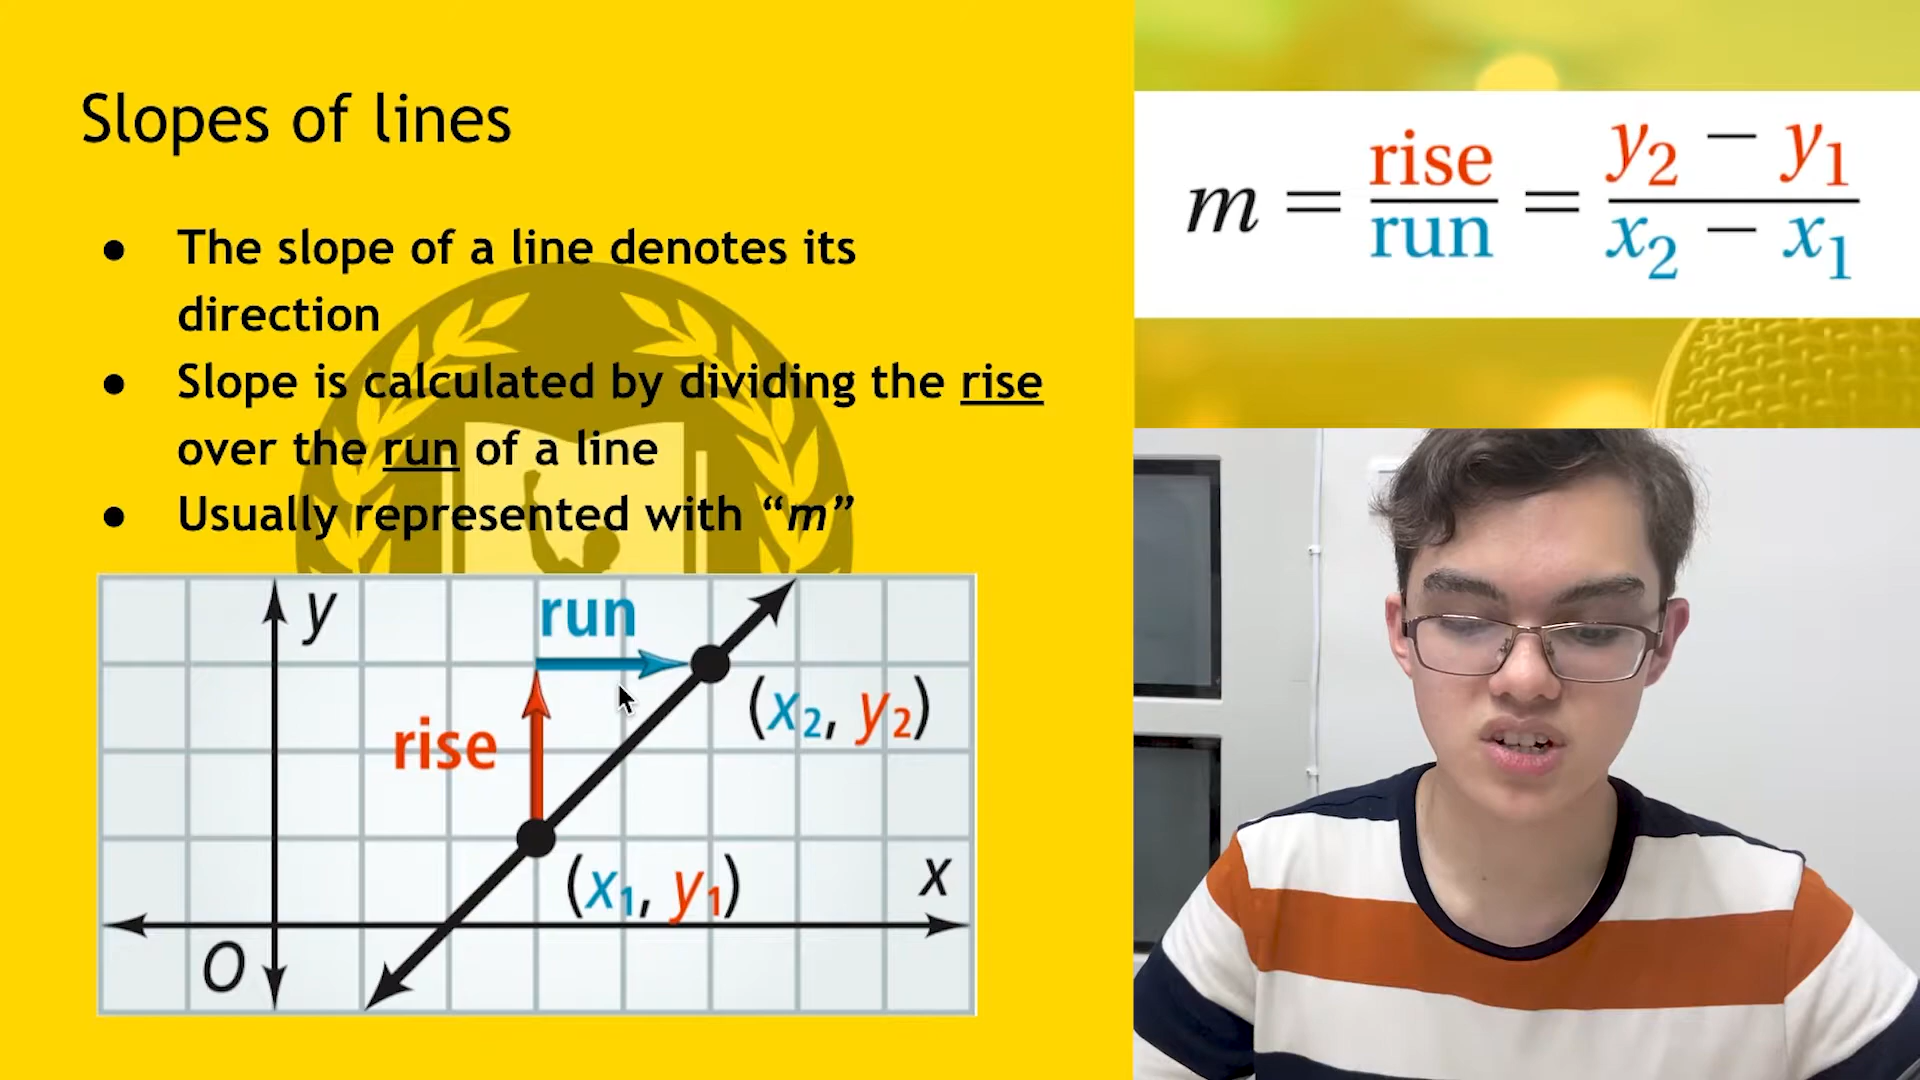 Slopes of lines
● The slope of a line denotes its
direction
● Slope is calculated by dividing the rise
over the run of a line
● Usually represented with “m”
y
run
(x₂, y₂)
rise
(x₁, y₁)
x
O
m = rise/run = (y₂ − y₁)/(x₂ − x₁)